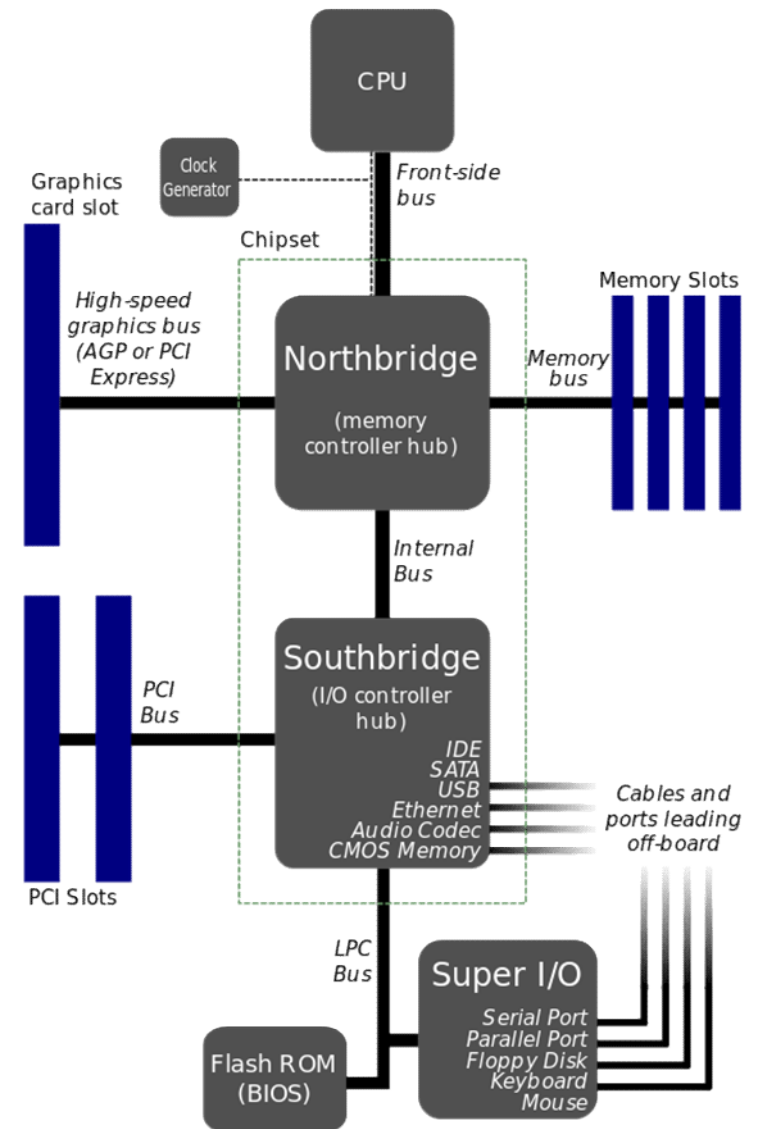 CPU
Clock
Generator
Front-side
bus
Graphics
card slot
Chipset
High-speed
graphics bus
(AGP or PCI
Express)
Northbridge
(memory
controller hub)
Memory Slots
Memory
bus
Internal
Bus
Southbridge
(I/O controller
hub)
IDE
SATA
USB
Ethernet
Audio Codec
CMOS Memory
PCI
Bus
PCI Slots
Cables and
ports leading
off-board
LPC
Bus
Super I/O
Serial Port
Parallel Port
Floppy Disk
Keyboard
Mouse
Flash ROM
(BIOS)